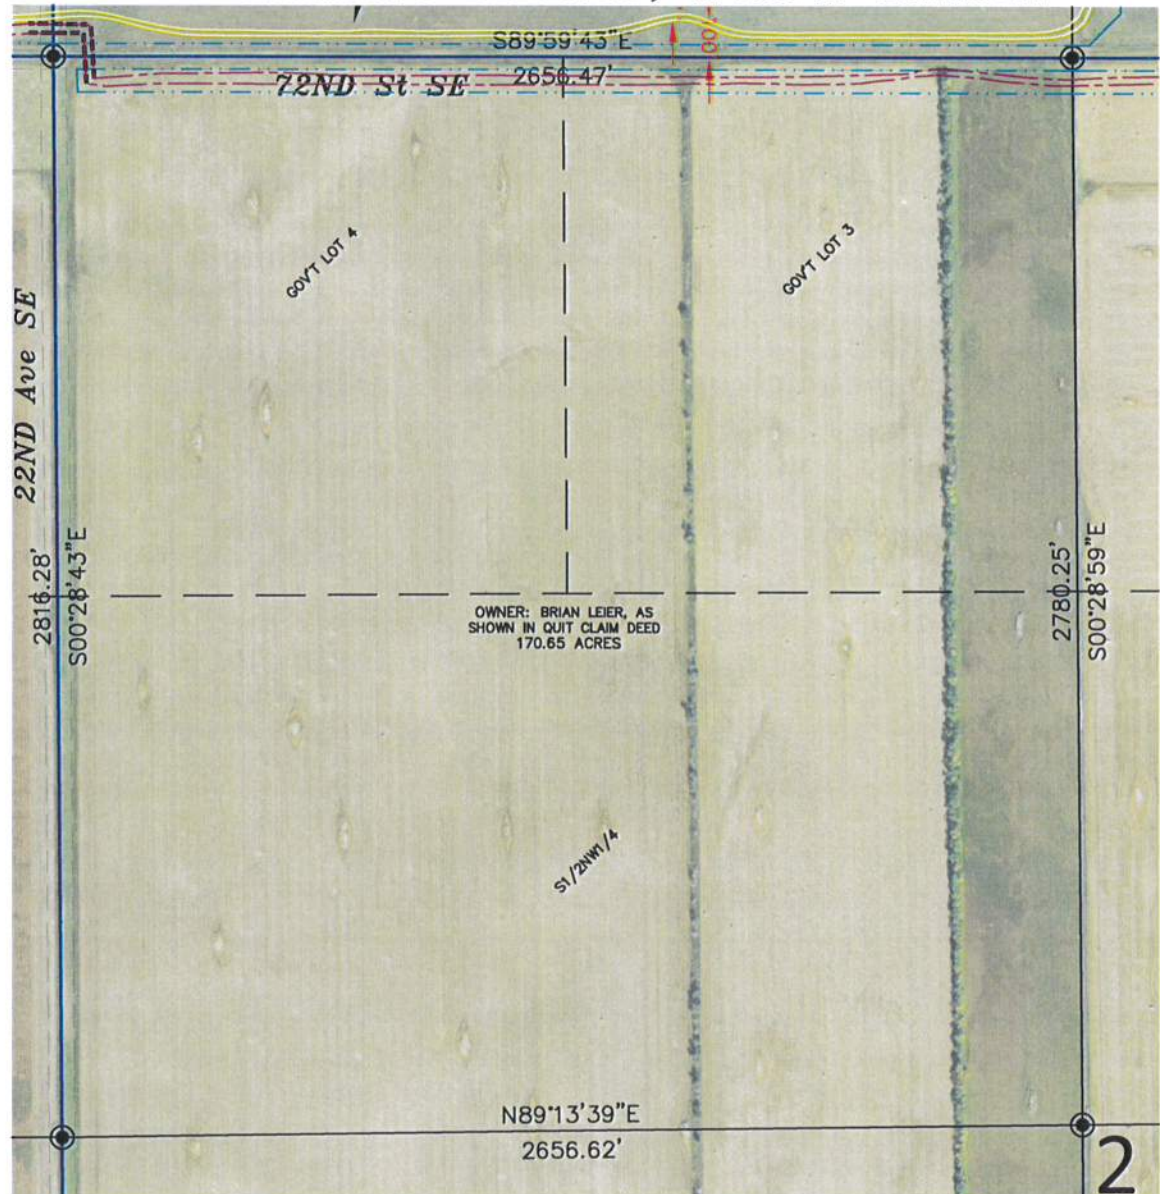 S89°59'43"E
2656.47'
72ND St SE
GOV'T LOT 4
GOV'T LOT 3
22ND Ave SE
2816.28'
S00°28'43"E
2780.25'
S00°28'59"E
OWNER: BRIAN LEIER, AS
SHOWN IN QUIT CLAIM DEED
170.65 ACRES
S1/2NW1/4
N89°13'39"E
2656.62'
2